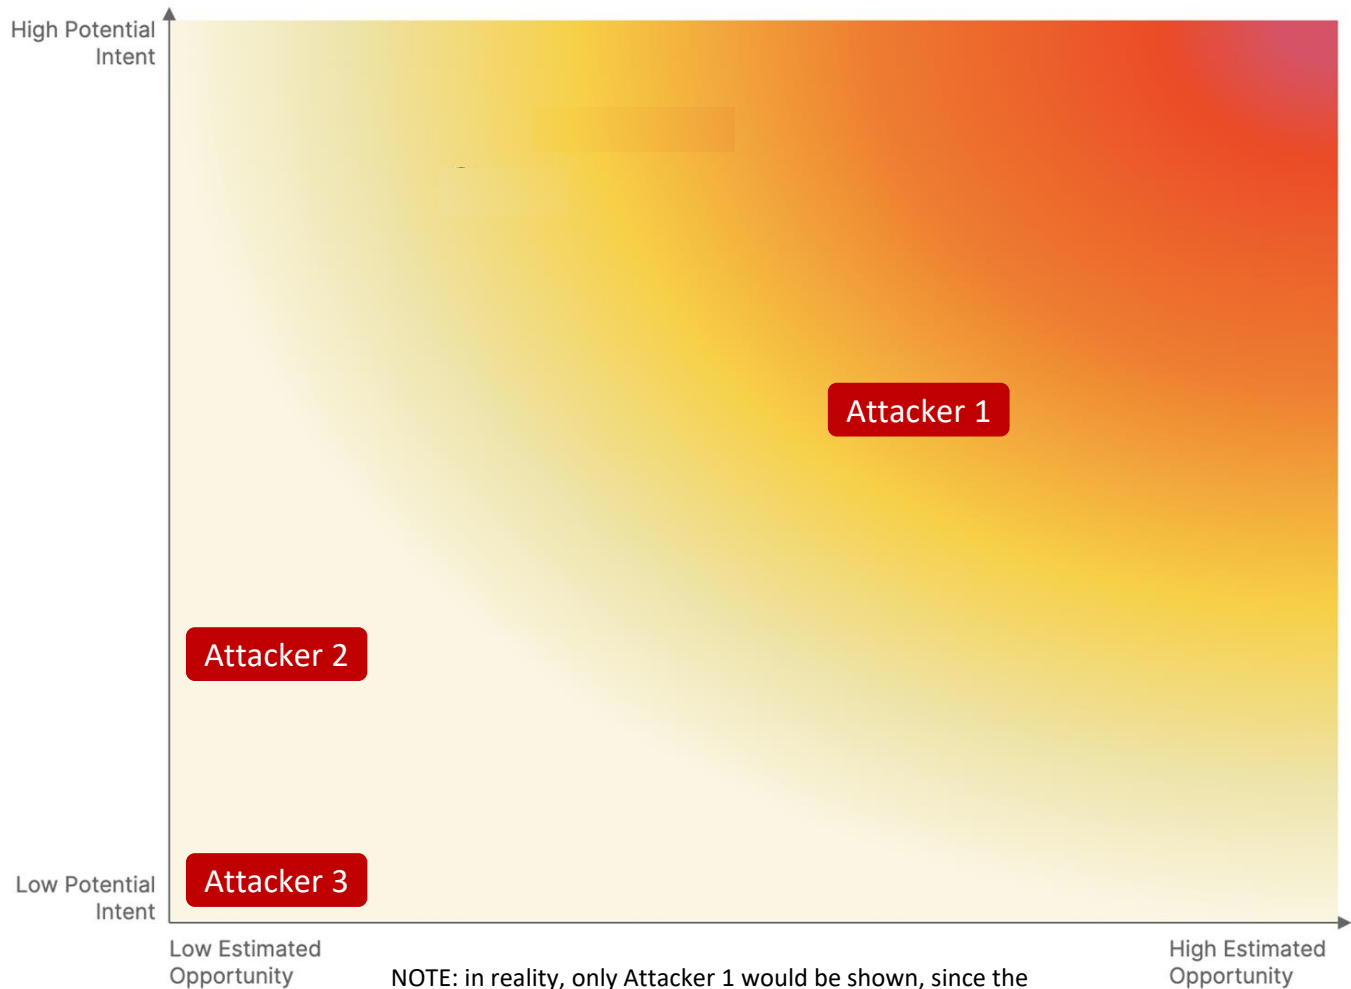 High Potential
Intent
Attacker 1
Attacker 2
Attacker 3
Low Potential
Intent
Low Estimated
Opportunity
High Estimated
Opportunity
NOTE: in reality, only Attacker 1 would be shown, since the